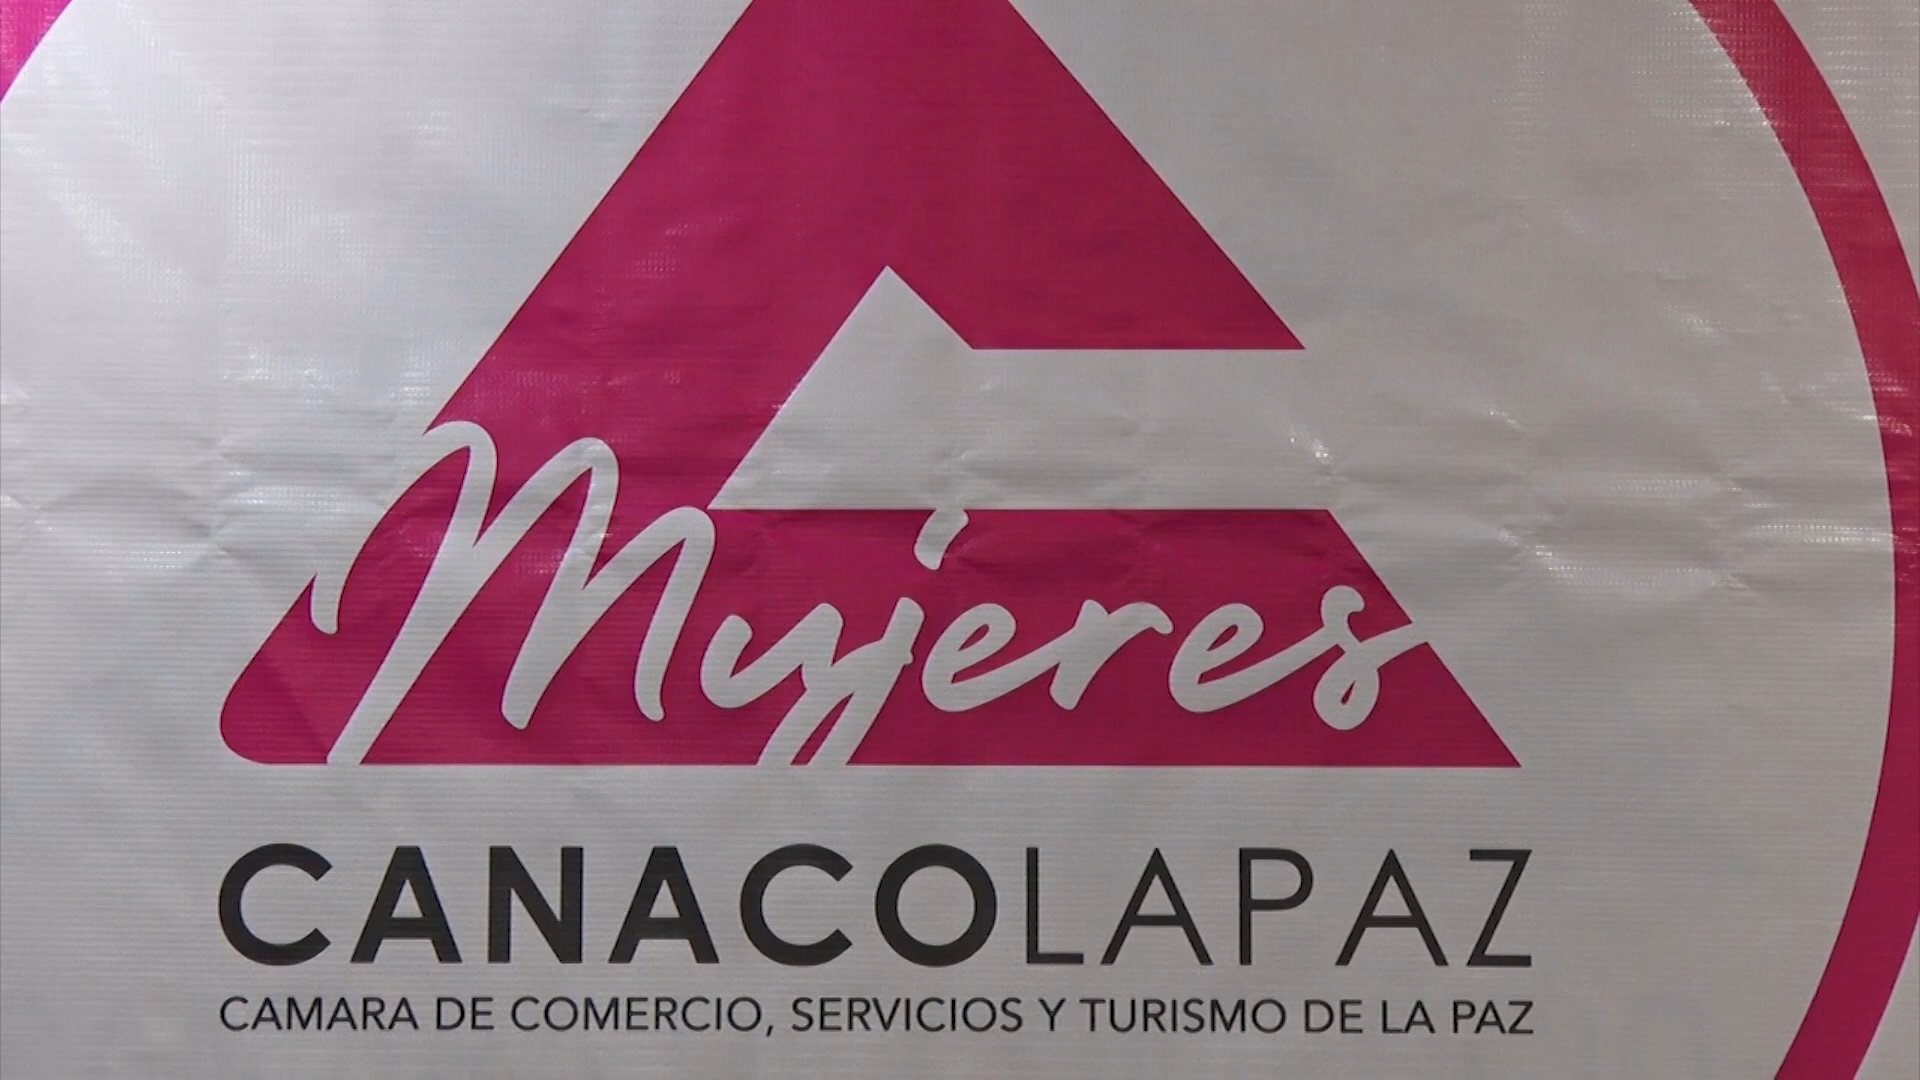 Mujeres
CANACOLAPAZ
CAMARA DE COMERCIO, SERVICIOS Y TURISMO DE LA PAZ